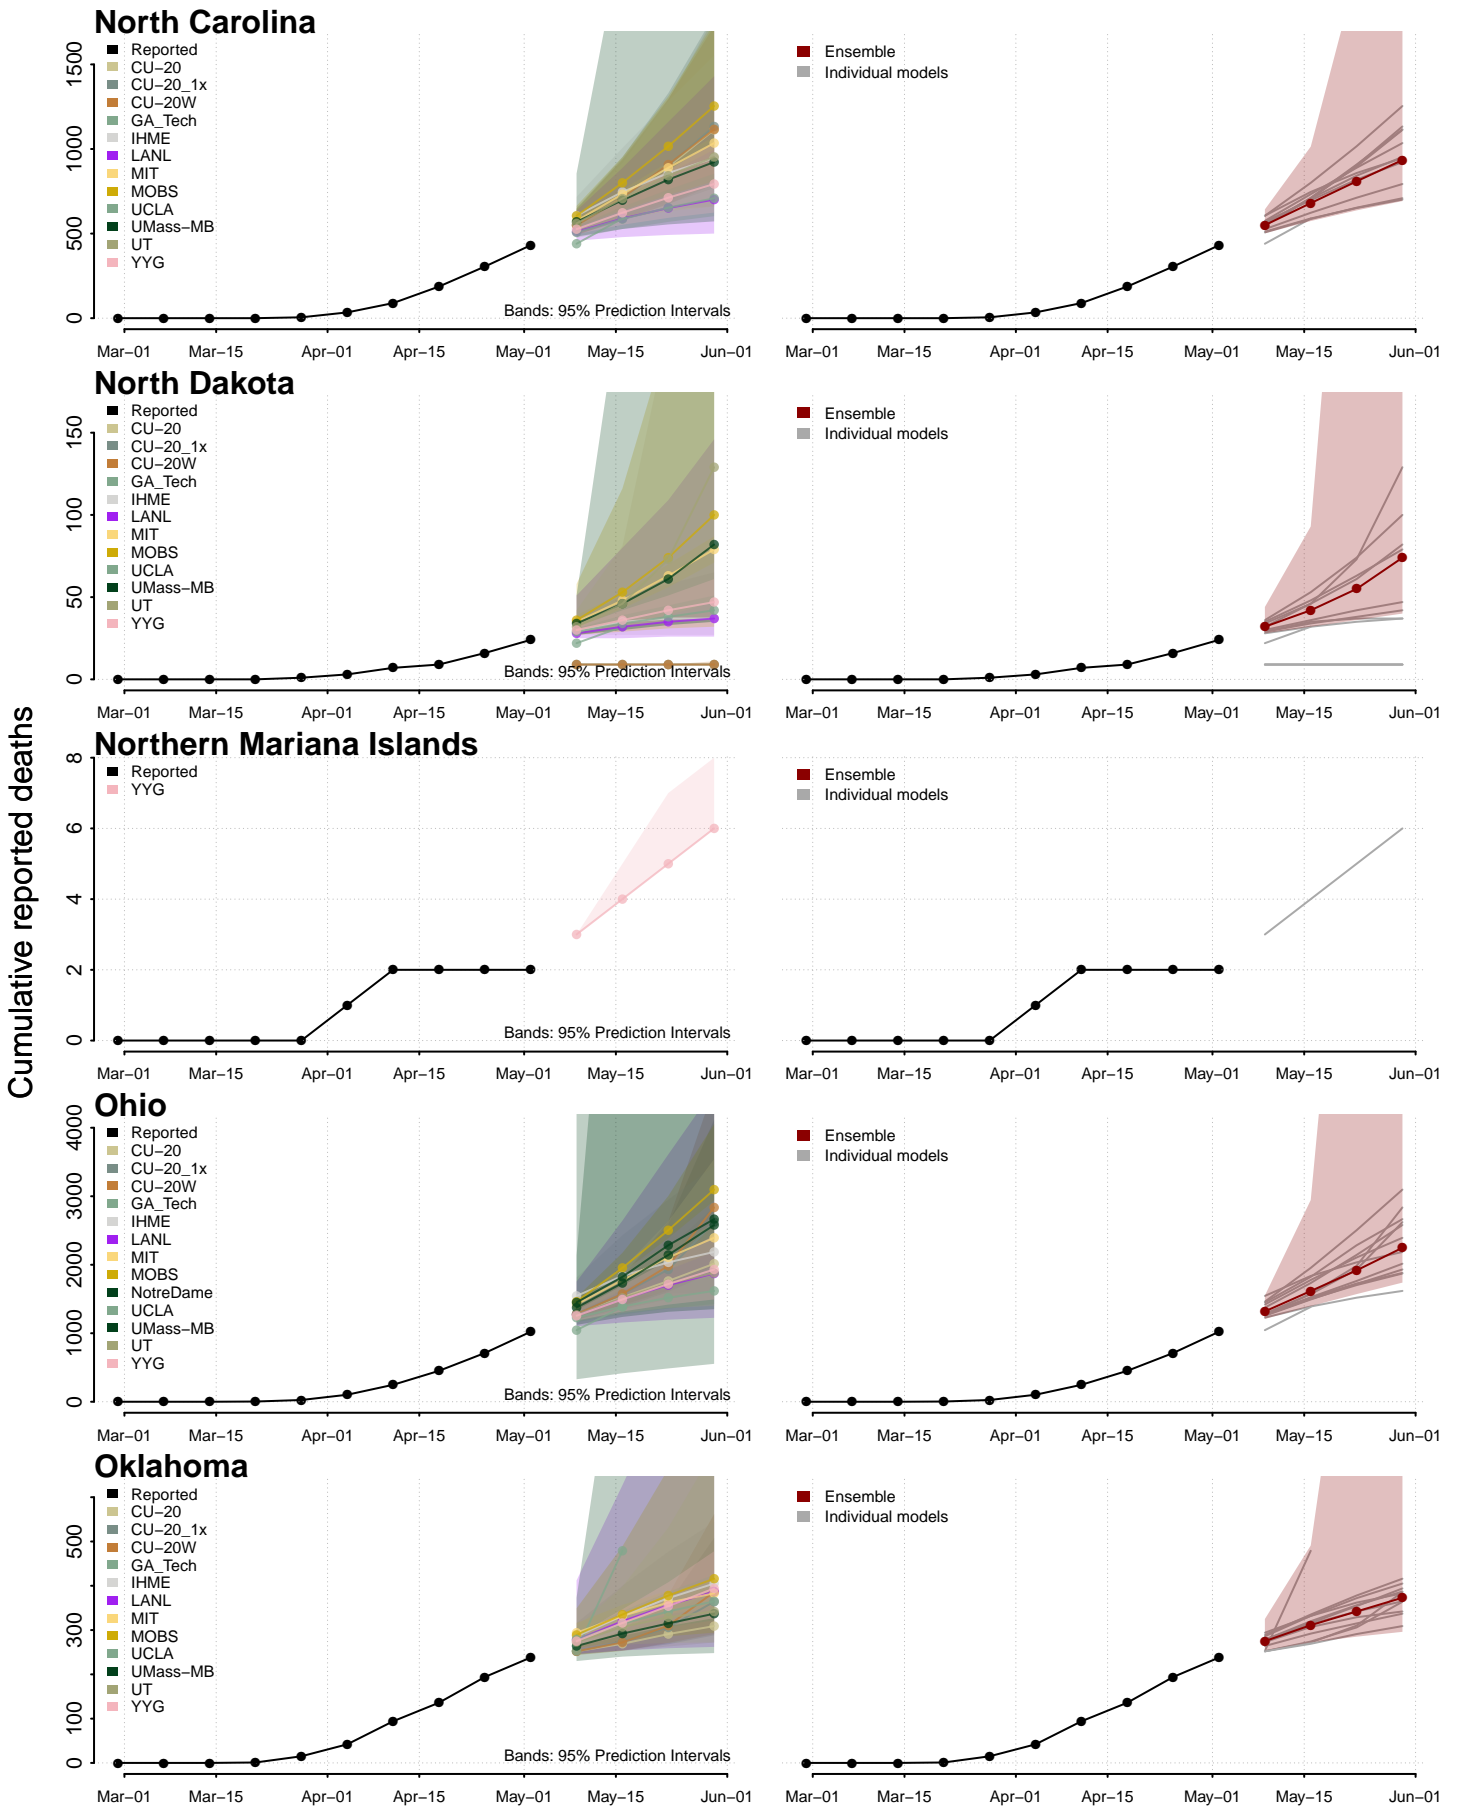 Cumulative reported deaths
North Carolina
1500
1000
500
0
Reported
CU−20
CU−20_1x
CU−20W
GA_Tech
IHME
LANL
MIT
MOBS
UCLA
UMass−MB
UT
YYG
Bands: 95% Prediction Intervals
Mar−01 Mar−15 Apr−01 Apr−15 May−01 May−15 Jun−01
Ensemble
Individual models
Mar−01 Mar−15 Apr−01 Apr−15 May−01 May−15 Jun−01
North Dakota
150
100
50
0
Reported
CU−20
CU−20_1x
CU−20W
GA_Tech
IHME
LANL
MIT
MOBS
UCLA
UMass−MB
UT
YYG
Bands: 95% Prediction Intervals
Mar−01 Mar−15 Apr−01 Apr−15 May−01 May−15 Jun−01
Ensemble
Individual models
Mar−01 Mar−15 Apr−01 Apr−15 May−01 May−15 Jun−01
Northern Mariana Islands
8
6
4
2
0
Reported
YYG
Bands: 95% Prediction Intervals
Mar−01 Mar−15 Apr−01 Apr−15 May−01 May−15 Jun−01
Ensemble
Individual models
Mar−01 Mar−15 Apr−01 Apr−15 May−01 May−15 Jun−01
Ohio
4000
3000
2000
1000
0
Reported
CU−20
CU−20_1x
CU−20W
GA_Tech
IHME
LANL
MIT
MOBS
NotreDame
UCLA
UMass−MB
UT
YYG
Bands: 95% Prediction Intervals
Mar−01 Mar−15 Apr−01 Apr−15 May−01 May−15 Jun−01
Ensemble
Individual models
Mar−01 Mar−15 Apr−01 Apr−15 May−01 May−15 Jun−01
Oklahoma
500
300
100
0
Reported
CU−20
CU−20_1x
CU−20W
GA_Tech
IHME
LANL
MIT
MOBS
UCLA
UMass−MB
UT
YYG
Bands: 95% Prediction Intervals
Mar−01 Mar−15 Apr−01 Apr−15 May−01 May−15 Jun−01
Ensemble
Individual models
Mar−01 Mar−15 Apr−01 Apr−15 May−01 May−15 Jun−01